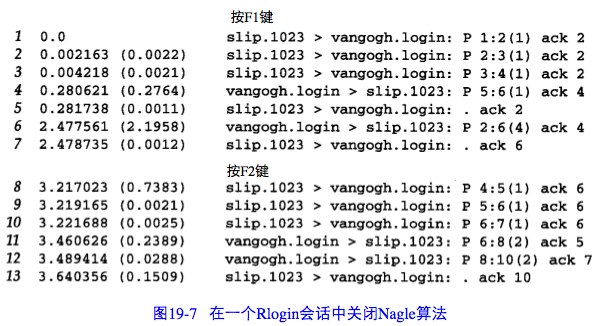 按F1键
1 0.0 slip.1023 > vangogh.login: P 1:2(1) ack 2
2 0.002163 (0.0022) slip.1023 > vangogh.login: P 2:3(1) ack 2
3 0.004218 (0.0021) slip.1023 > vangogh.login: P 3:4(1) ack 2
4 0.280621 (0.2764) vangogh.login > slip.1023: P 5:6(1) ack 4
5 0.281738 (0.0011) slip.1023 > vangogh.login: . ack 2
6 2.477561 (2.1958) vangogh.login > slip.1023: P 2:6(4) ack 4
7 2.478735 (0.0012) slip.1023 > vangogh.login: . ack 6
按F2键
8 3.217023 (0.7383) slip.1023 > vangogh.login: P 4:5(1) ack 6
9 3.219165 (0.0021) slip.1023 > vangogh.login: P 5:6(1) ack 6
10 3.221688 (0.0025) slip.1023 > vangogh.login: P 6:7(1) ack 6
11 3.460626 (0.2389) vangogh.login > slip.1023: P 6:8(2) ack 5
12 3.489414 (0.0288) vangogh.login > slip.1023: P 8:10(2) ack 7
13 3.640356 (0.1509) slip.1023 > vangogh.login: . ack 10
图19-7 在一个Rlogin会话中关闭Nagle算法